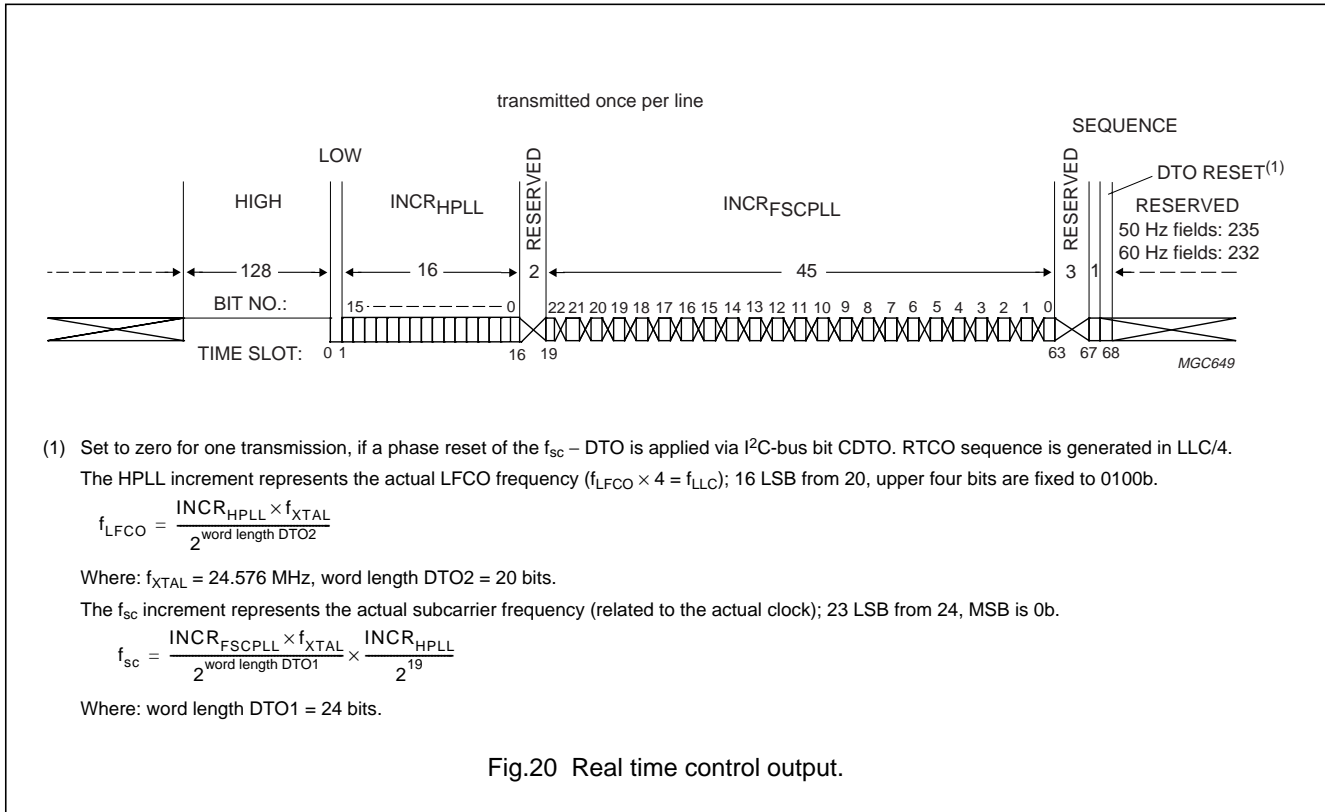 transmitted once per line
SEQUENCE
LOW
RESERVED
RESERVED
DTO RESET(1)
HIGH
INCRHPLL
INCRFSCPLL
RESERVED
50 Hz fields: 235
60 Hz fields: 232
128
16
2
45
3
1
BIT NO.:
15
0
22 21 20 19 18 17 16 15 14 13 12 11 10 9 8 7 6 5 4 3 2 1 0
TIME SLOT:
0 1
16
19
63
67 68
MGC649
(1) Set to zero for one transmission, if a phase reset of the fsc – DTO is applied via I2C-bus bit CDTO. RTCO sequence is generated in LLC/4.
The HPLL increment represents the actual LFCO frequency (fLFCO × 4 = fLLC); 16 LSB from 20, upper four bits are fixed to 0100b.
fLFCO = INCRHPLL × fXTAL / 2^word length DTO2
Where: fXTAL = 24.576 MHz, word length DTO2 = 20 bits.
The fsc increment represents the actual subcarrier frequency (related to the actual clock); 23 LSB from 24, MSB is 0b.
fsc = INCRFSCPLL × fXTAL / 2^word length DTO1 × INCRHPLL / 2^19
Where: word length DTO1 = 24 bits.
Fig.20 Real time control output.